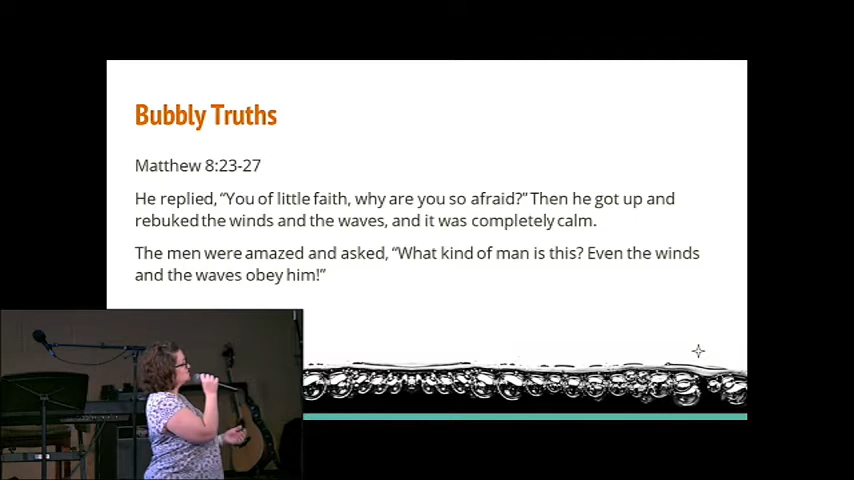 Bubbly Truths
Matthew 8:23-27
He replied, “You of little faith, why are you so afraid?” Then he got up and
rebuked the winds and the waves, and it was completely calm.
The men were amazed and asked, “What kind of man is this? Even the winds
and the waves obey him!”